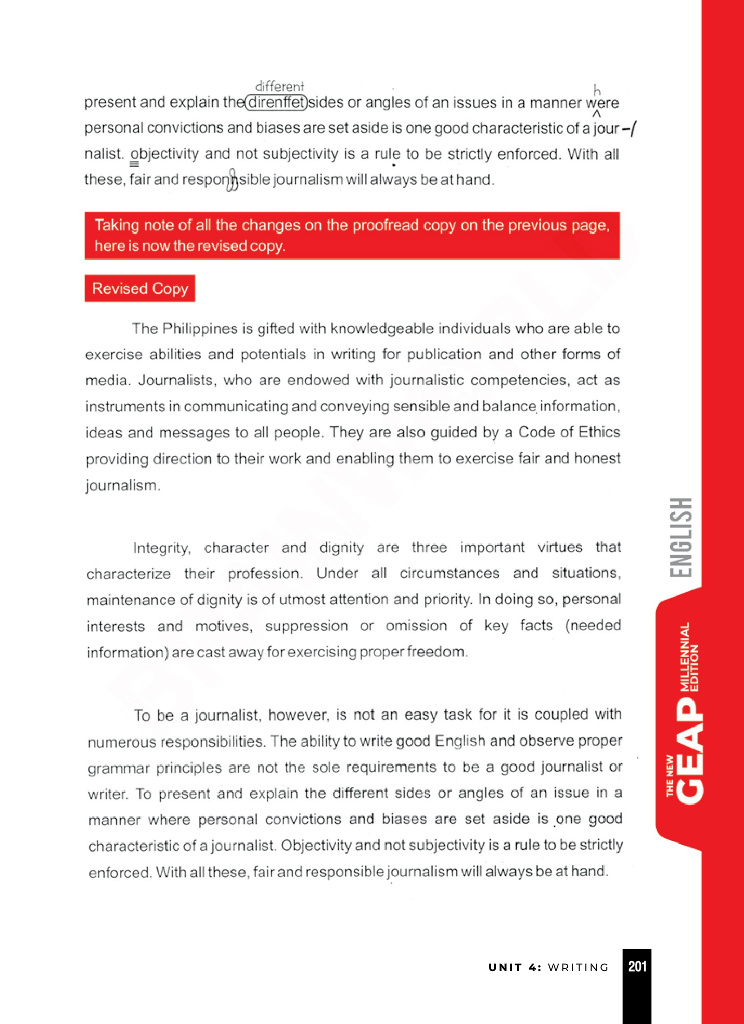 different
present and explain the direnffet sides or angles of an issues in a manner were
h
personal convictions and biases are set aside is one good characteristic of a jour-/
nalist. objectivity and not subjectivity is a rule to be strictly enforced. With all
these, fair and responsible journalism will always be at hand.
Taking note of all the changes on the proofread copy on the previous page,
here is now the revised copy.
Revised Copy
The Philippines is gifted with knowledgeable individuals who are able to
exercise abilities and potentials in writing for publication and other forms of
media. Journalists, who are endowed with journalistic competencies, act as
instruments in communicating and conveying sensible and balance information,
ideas and messages to all people. They are also guided by a Code of Ethics
providing direction to their work and enabling them to exercise fair and honest
journalism.
Integrity, character and dignity are three important virtues that
characterize their profession. Under all circumstances and situations,
maintenance of dignity is of utmost attention and priority. In doing so, personal
interests and motives, suppression or omission of key facts (needed
information) are cast away for exercising proper freedom.
To be a journalist, however, is not an easy task for it is coupled with
numerous responsibilities. The ability to write good English and observe proper
grammar principles are not the sole requirements to be a good journalist or
writer. To present and explain the different sides or angles of an issue in a
manner where personal convictions and biases are set aside is one good
characteristic of a journalist. Objectivity and not subjectivity is a rule to be strictly
enforced. With all these, fair and responsible journalism will always be at hand.
ENGLISH
THE NEW
GEAP
MILLENNIAL
EDITION
UNIT 4: WRITING 201